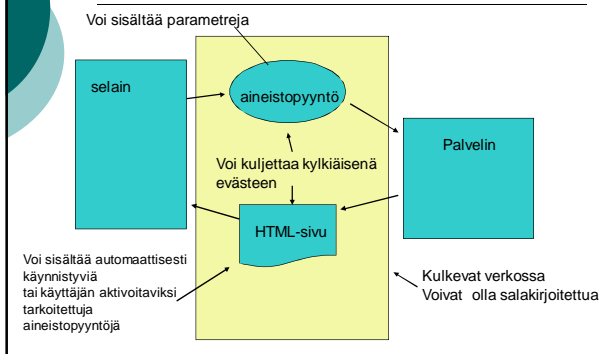 Voi sisältää parametreja
selain
aineistopyyntö
Palvelin
Voi kuljettaa kylkiäisenä
evästeen
HTML-sivu
Voi sisältää automaattisesti
käynnistyviä
tai käyttäjän aktivoitaviksi
tarkoitettuja
aineistopyyntöjä
Kulkevat verkossa
Voivat olla salakirjoitettua